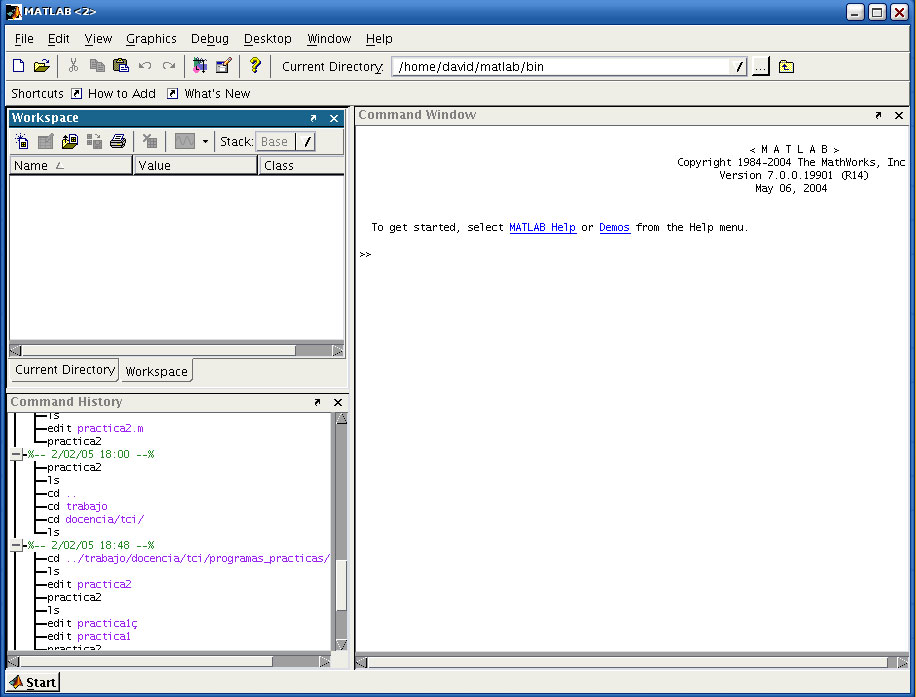 MATLAB <2>
File Edit View Graphics Debug Desktop Window Help
Current Directory: /home/david/matlab/bin ...
Shortcuts How to Add What's New
Workspace
Stack: Base
Name Value Class
Current Directory Workspace
Command History
ls
edit practica2.m
practica2
%-- 2/02/05 18:00 --%
practica2
ls
cd ..
cd trabajo
cd docencia/tci/
ls
%-- 2/02/05 18:48 --%
cd ../trabajo/docencia/tci/programas_practicas/
ls
edit practica2
practica2
ls
edit practica1ç
edit practica1
practica2
Command Window
< M A T L A B >
Copyright 1984-2004 The MathWorks, Inc
Version 7.0.0.19901 (R14)
May 06, 2004
To get started, select MATLAB Help or Demos from the Help menu.
>>
Start